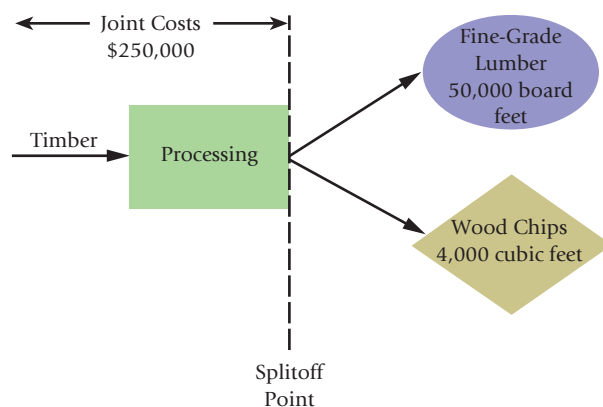 Joint Costs
$250,000
Timber
Processing
Fine-Grade
Lumber
50,000 board
feet
Wood Chips
4,000 cubic feet
Splitoff
Point